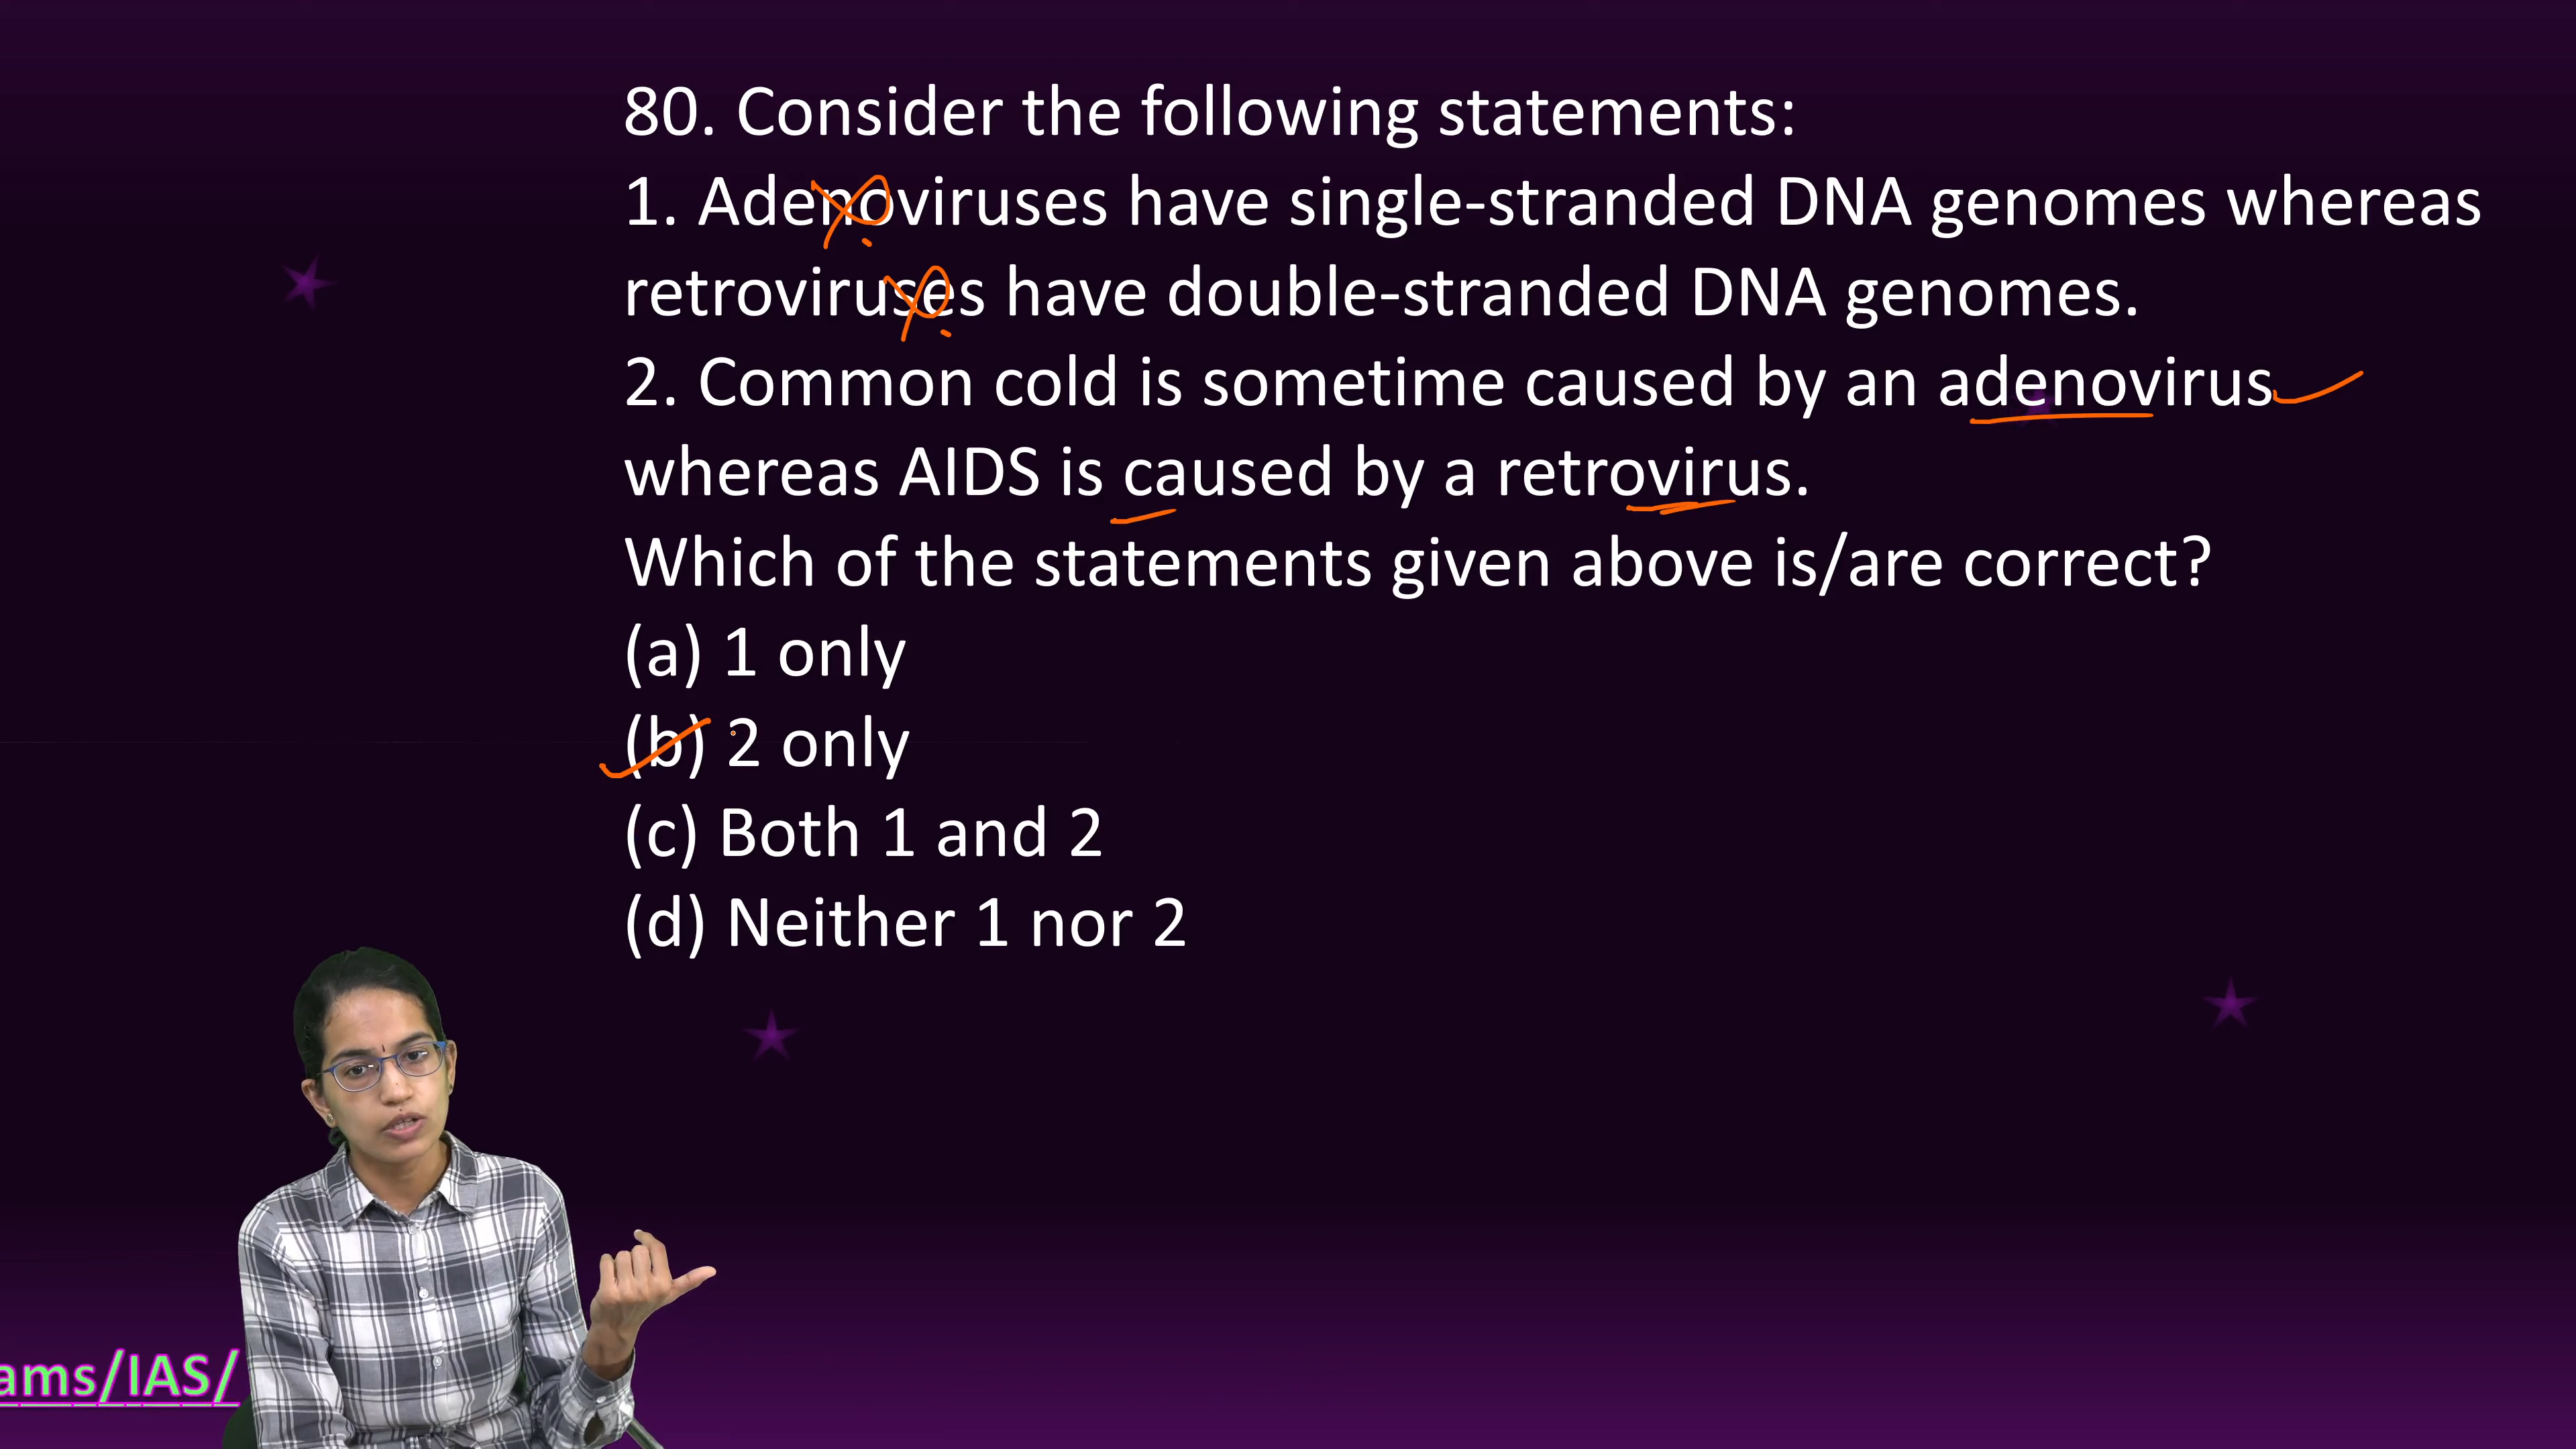 80. Consider the following statements:
1. Adenoviruses have single-stranded DNA genomes whereas
retroviruses have double-stranded DNA genomes.
2. Common cold is sometime caused by an adenovirus
whereas AIDS is caused by a retrovirus.
Which of the statements given above is/are correct?
(a) 1 only
(b) 2 only
(c) Both 1 and 2
(d) Neither 1 nor 2
ams/IAS/